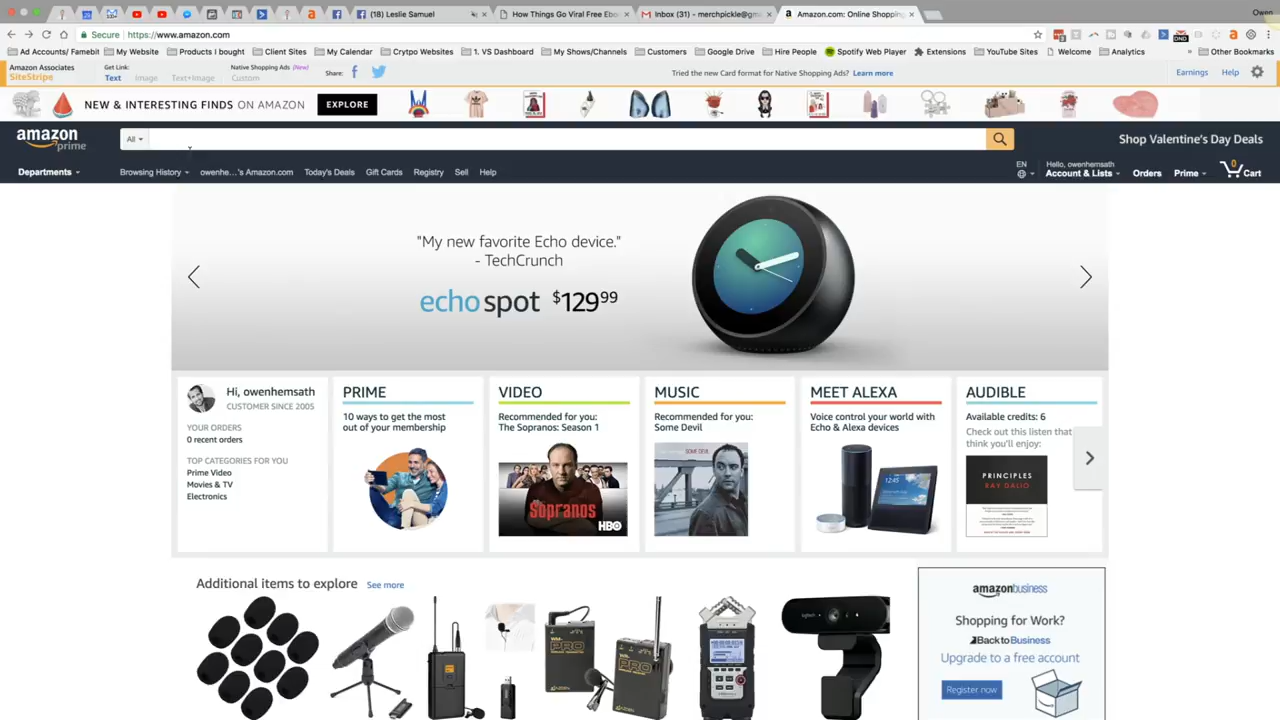 Owen
(18) Leslie Samuel
How Things Go Viral Free Ebo
Inbox (31) - merchpickle@gm
Amazon.com: Online Shopping
Secure https://www.amazon.com
Ad Accounts/ Famebit My Website Products I bought Client Sites My Calendar Crytpo Websites 1. VS Dashboard My Shows/Channels Customers Google Drive Hire People Spotify Web Player Extensions YouTube Sites Welcome Analytics » Other Bookmarks
Amazon Associates
SiteStripe
Get Link:
Text Image Text+Image
Native Shopping Ads (New)
Custom
Share:
Tried the new Card format for Native Shopping Ads? Learn more
Earnings Help
NEW & INTERESTING FINDS ON AMAZON EXPLORE
amazon
prime
All
Shop Valentine's Day Deals
Departments
Browsing History owenhe...'s Amazon.com Today's Deals Gift Cards Registry Sell Help
EN
Hello, owenhemsath
Account & Lists
Orders
Prime
0
Cart
"My new favorite Echo device."
- TechCrunch
echo spot $129 99
Hi, owenhemsath
CUSTOMER SINCE 2005
YOUR ORDERS
0 recent orders
TOP CATEGORIES FOR YOU
Prime Video
Movies & TV
Electronics
PRIME
10 ways to get the most
out of your membership
VIDEO
Recommended for you:
The Sopranos: Season 1
Sopranos
HBO
MUSIC
Recommended for you:
Some Devil
SOME DEVIL
MEET ALEXA
Voice control your world with
Echo & Alexa devices
12:45
AUDIBLE
Available credits: 6
Check out this listen that
think you'll enjoy:
PRINCIPLES
RAY DALIO
Additional items to explore See more
PRO
PRO
logitech
amazonbusiness
Shopping for Work?
Back to Business
Upgrade to a free account
Register now